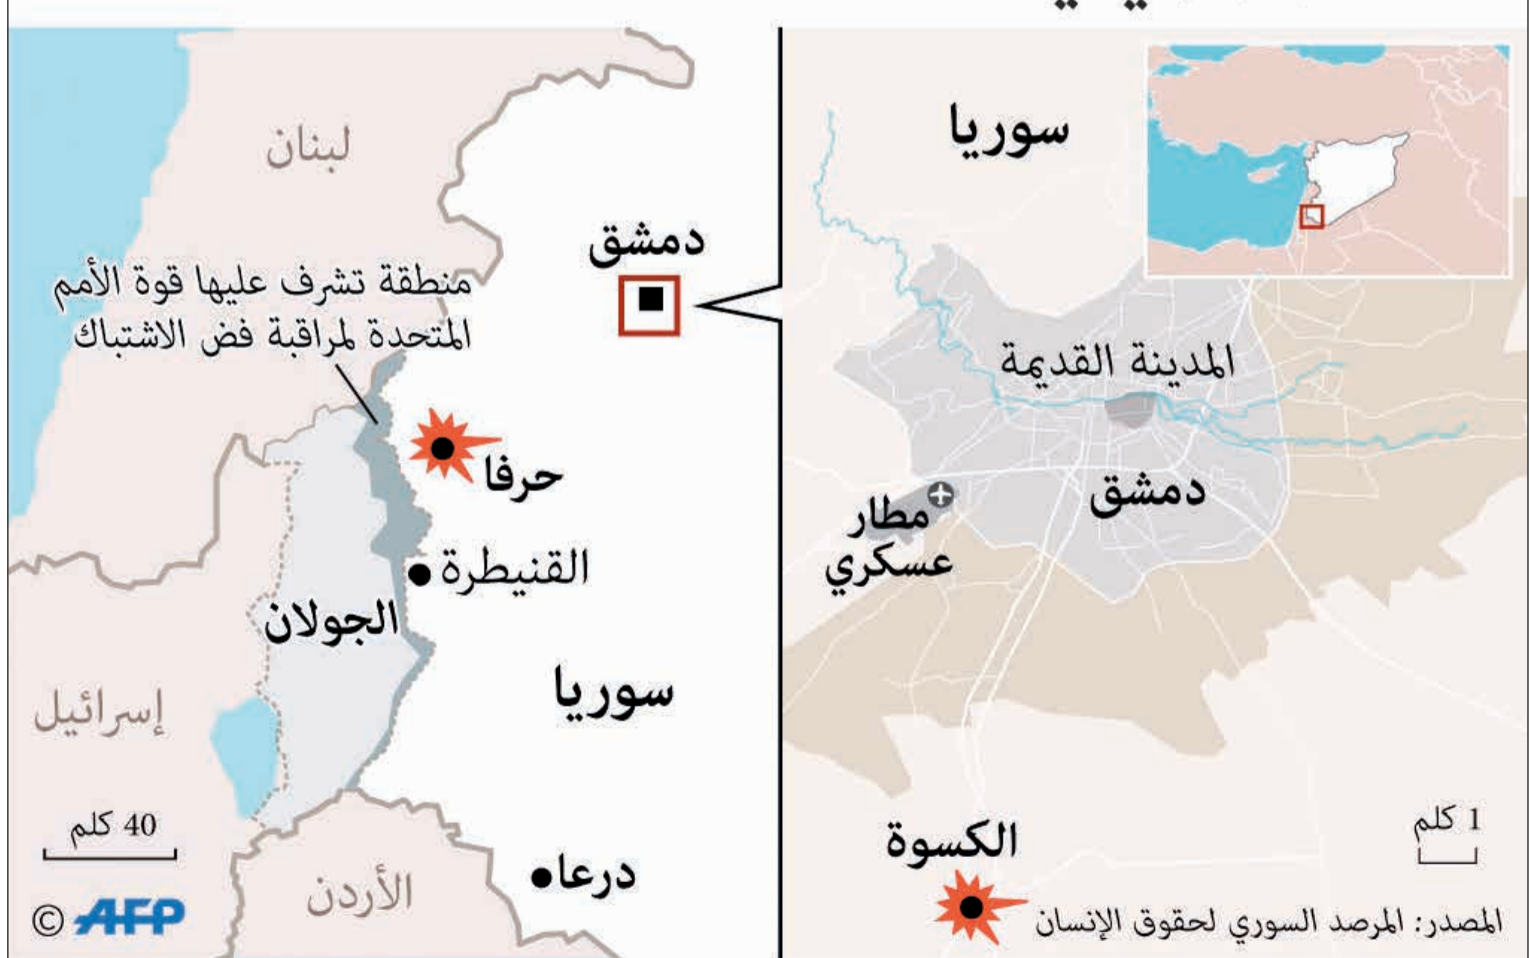 سوريا
المدينة القديمة
دمشق
مطار
عسكري
الكسوة
1 كلم
المصدر: المرصد السوري لحقوق الإنسان
لبنان
دمشق
منطقة تشرف عليها قوة الأمم
المتحدة لمراقبة فض الاشتباك
حرفا
القنيطرة
الجولان
سوريا
إسرائيل
40 كلم
درعا
الأردن
© AFP